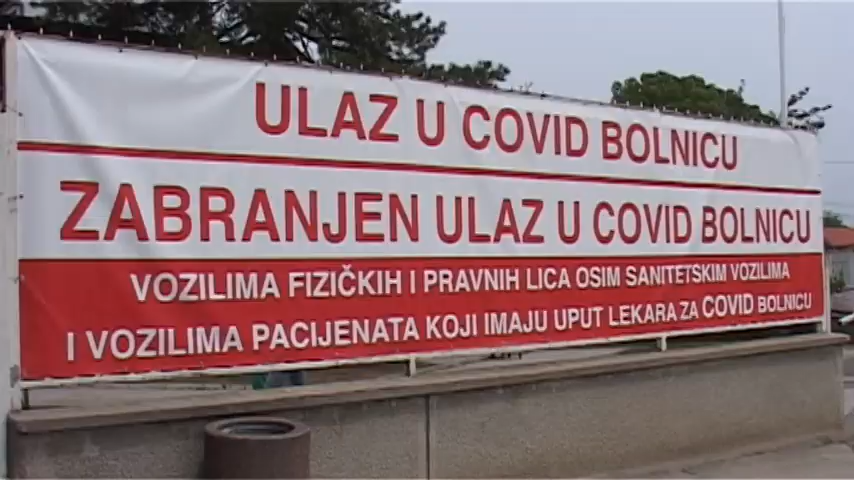 ULAZ U COVID BOLNICU
ZABRANJEN ULAZ U COVID BOLNICU
VOZILIMA FIZIČKIH I PRAVNIH LICA OSIM SANITETSKIM VOZILIMA
I VOZILIMA PACIJENATA KOJI IMAJU UPUT LEKARA ZA COVID BOLNICU